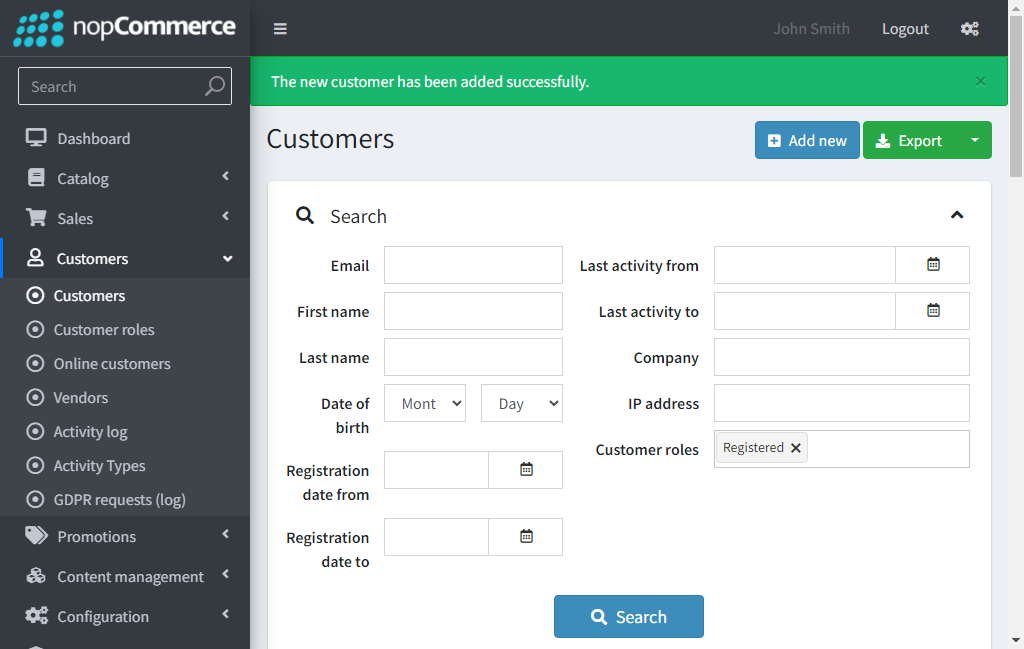 nopCommerce
John Smith
Logout
The new customer has been added successfully.
×
Search
Dashboard
Catalog
Sales
Customers
Customers
Customer roles
Online customers
Vendors
Activity log
Activity Types
GDPR requests (log)
Promotions
Content management
Configuration
Customers
Add new
Export
Search
Email
First name
Last name
Date of
birth
Mont
Day
Registration
date from
Registration
date to
Last activity from
Last activity to
Company
IP address
Customer roles
Registered ×
Search